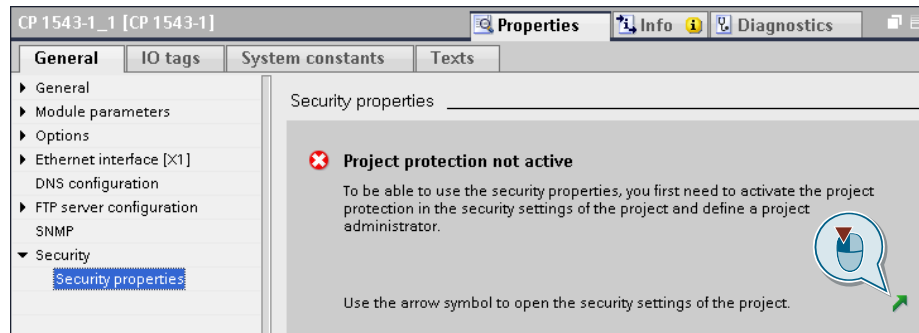 CP 1543-1_1 [CP 1543-1]
Properties
Info
Diagnostics
General
IO tags
System constants
Texts
General
Module parameters
Options
Ethernet interface [X1]
DNS configuration
FTP server configuration
SNMP
Security
Security properties
Security properties
Project protection not active
To be able to use the security properties, you first need to activate the project
protection in the security settings of the project and define a project
administrator.
Use the arrow symbol to open the security settings of the project.